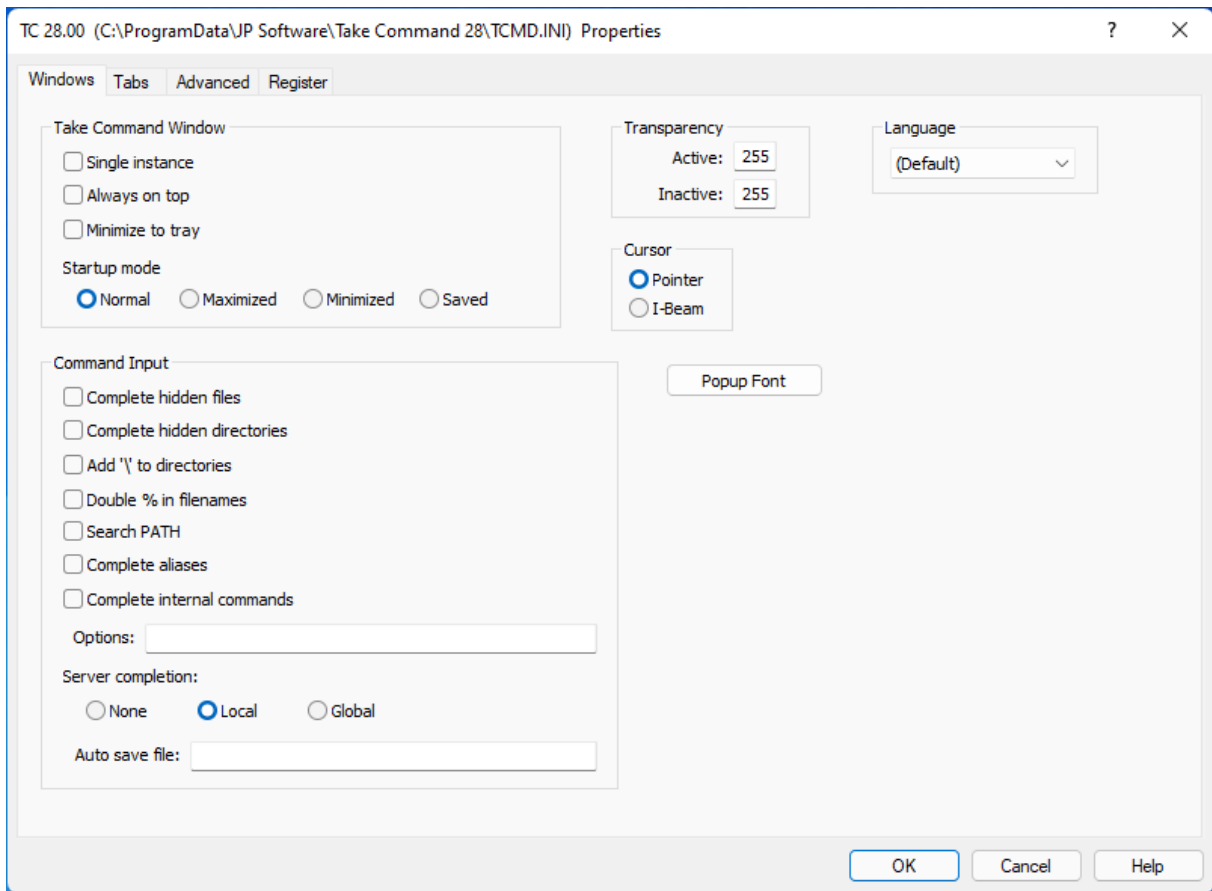 TC 28.00 (C:\ProgramData\JP Software\Take Command 28\TCMD.INI) Properties
?
Windows Tabs Advanced Register
Take Command Window
Single instance
Always on top
Minimize to tray
Startup mode
Normal Maximized Minimized Saved
Transparency
Active: 255
Inactive: 255
Language
(Default)
Cursor
Pointer
I-Beam
Command Input
Complete hidden files
Complete hidden directories
Add '\' to directories
Double % in filenames
Search PATH
Complete aliases
Complete internal commands
Options:
Server completion:
None Local Global
Auto save file:
Popup Font
OK Cancel Help